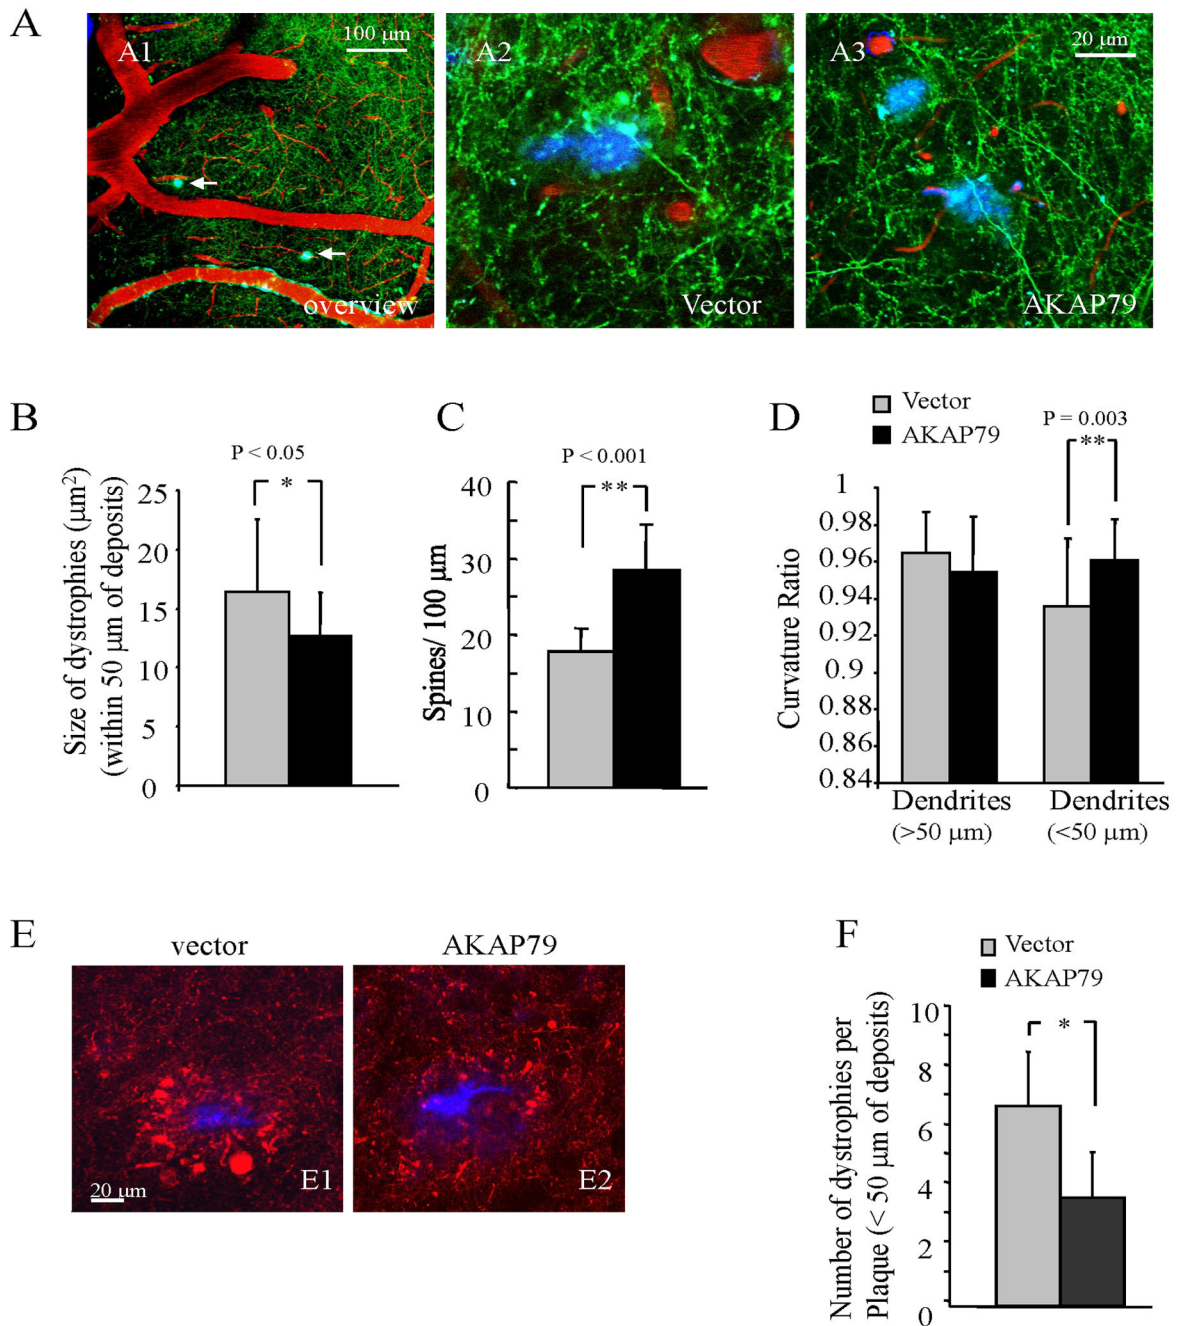 A
A1
100 μm
overview
A2
Vector
A3
20 μm
AKAP79
B
P < 0.05
*
Size of dystrophies (μm²)
(within 50 μm of deposits)
25
20
15
10
5
0
C
P < 0.001
**
Spines/ 100 μm
40
30
20
10
0
D
Vector
AKAP79
P = 0.003
**
Curvature Ratio
1
0.98
0.96
0.94
0.92
0.9
0.88
0.86
0.84
Dendrites
(>50 μm)
Dendrites
(<50 μm)
E
vector
AKAP79
20 μm
E1
E2
F
Vector
AKAP79
*
Number of dystrophies per
Plaque (< 50 μm of deposits)
10
8
6
4
2
0